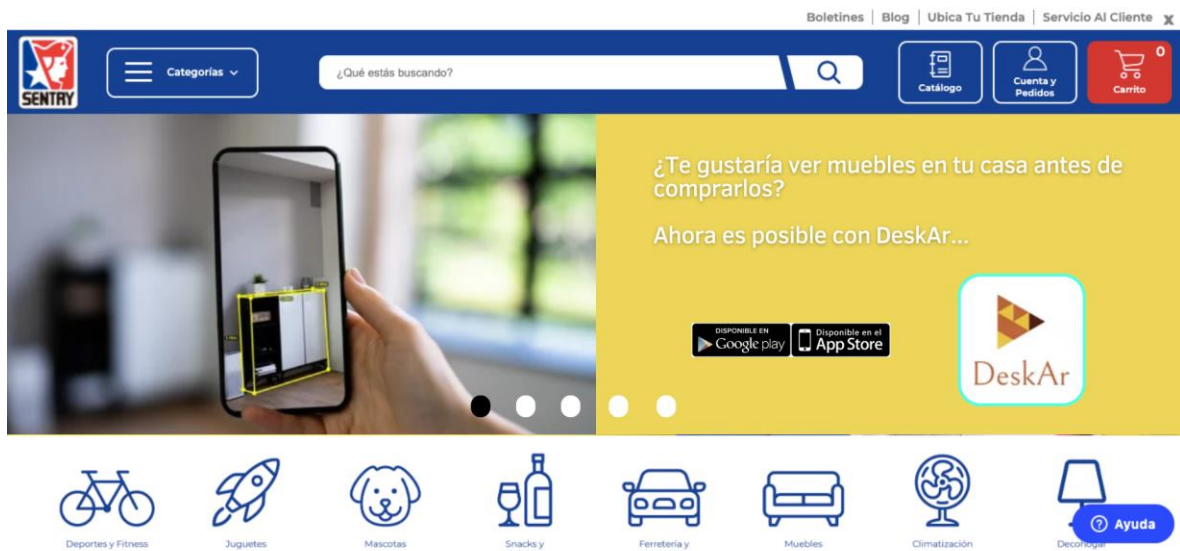 Boletines | Blog | Ubica Tu Tienda | Servicio Al Cliente x
SENTRY
Categorías
¿Qué estás buscando?
Catálogo
Cuenta y
Pedidos
0
Carrito
¿Te gustaría ver muebles en tu casa antes de
comprarlos?
Ahora es posible con DeskAr...
DISPONIBLE EN
Google play
Disponible en el
App Store
DeskAr
Deportes y Fitness
Juguetes
Mascotas
Snacks y
Ferretería y
Muebles
Climatización
? Ayuda